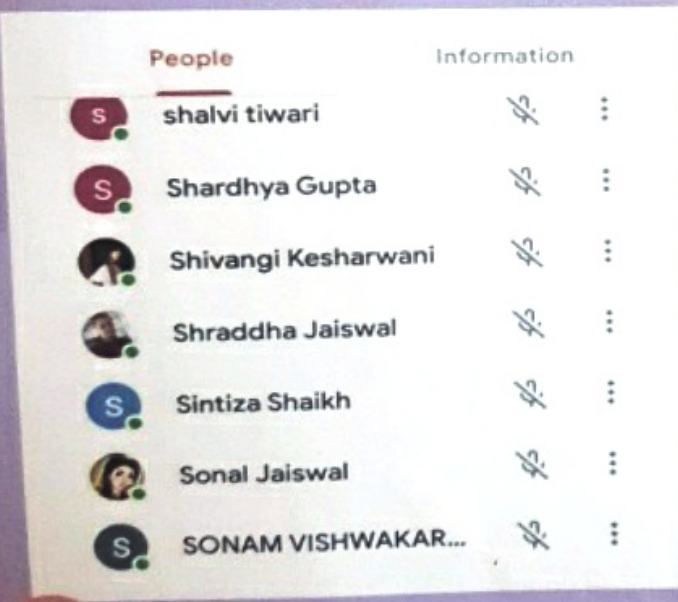 People
Information
S
shalvi tiwari
S
Shardhya Gupta
Shivangi Kesharwani
Shraddha Jaiswal
S
Sintiza Shaikh
Sonal Jaiswal
S
SONAM VISHWAKAR...